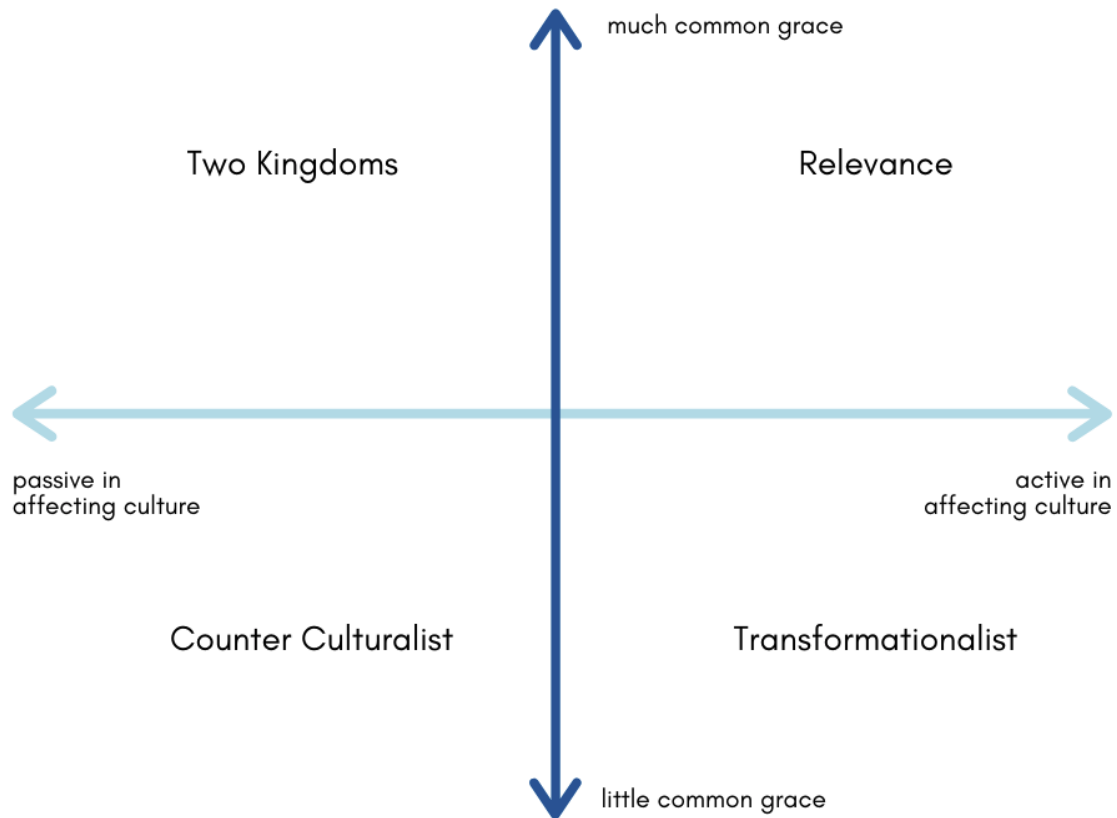 much common grace
Two Kingdoms
Relevance
passive in
affecting culture
active in
affecting culture
Counter Culturalist
Transformationalist
little common grace